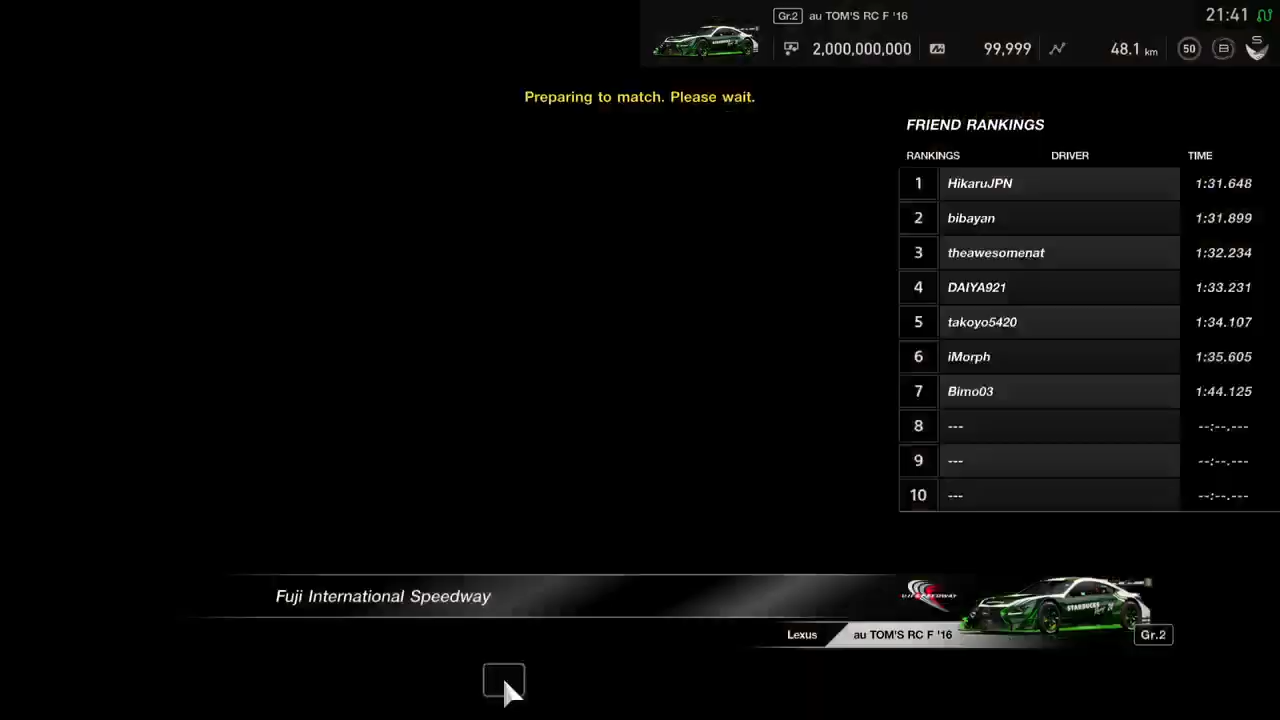 Gr.2 au TOM'S RC F '16
21:41
2,000,000,000 99,999 48.1 km 50 B S
Preparing to match. Please wait.
FRIEND RANKINGS
RANKINGS DRIVER TIME
1 HikaruJPN 1:31.648
2 bibayan 1:31.899
3 theawesomenat 1:32.234
4 DAIYA921 1:33.231
5 takoyo5420 1:34.107
6 iMorph 1:35.605
7 Bimo03 1:44.125
8 --- --:--.---
9 --- --:--.---
10 --- --:--.---
Fuji International Speedway
FUJI SPEEDWAY
STARBUCKS
Lexus au TOM'S RC F '16 Gr.2